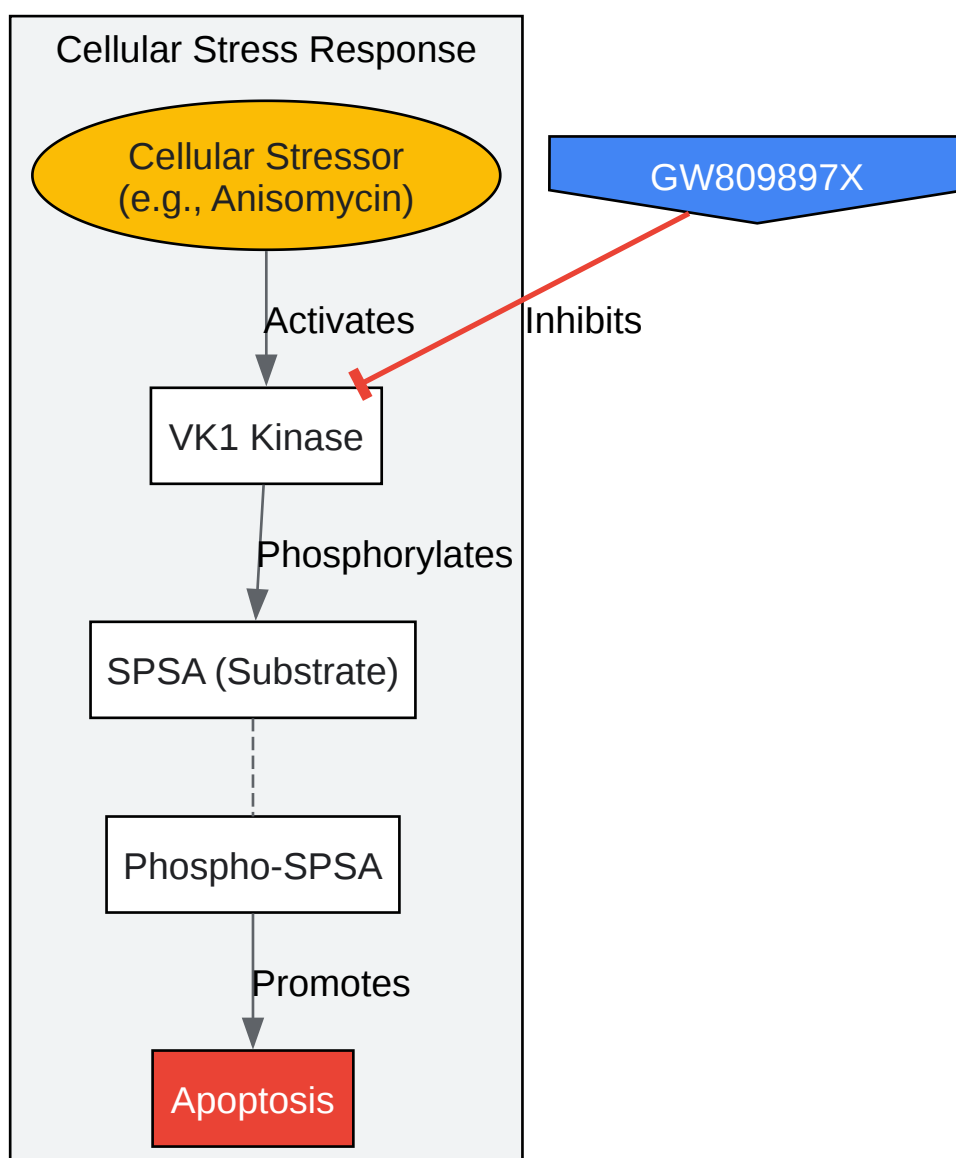 Cellular Stress Response
Cellular Stressor
(e.g., Anisomycin)
GW809897X
Activates
Inhibits
VK1 Kinase
Phosphorylates
SPSA (Substrate)
Phospho-SPSA
Promotes
Apoptosis